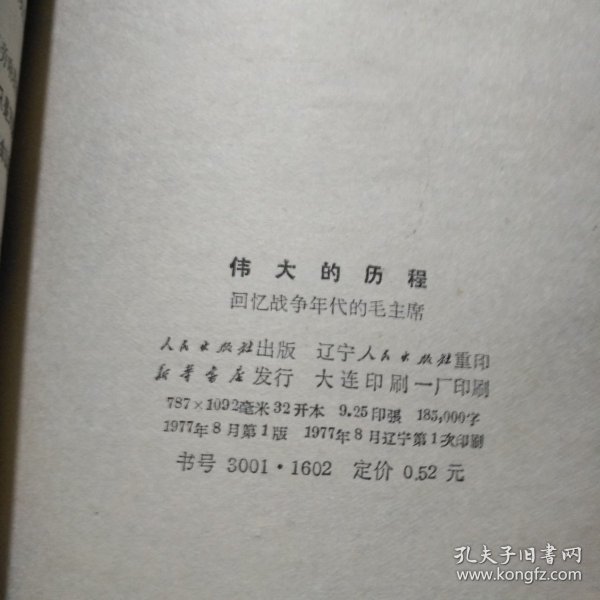 伟大的历程
回忆战争年代的毛主席
人民出版社出版 辽宁人民出版社重印
新华书店发行 大连印刷一厂印刷
787×1092毫米32开本 9.25印張 185,000字
1977年8月第1版 1977年8月辽宁第1次印刷
书号 3001·1602 定价 0.52 元
孔夫子旧书网
www.kongfz.com